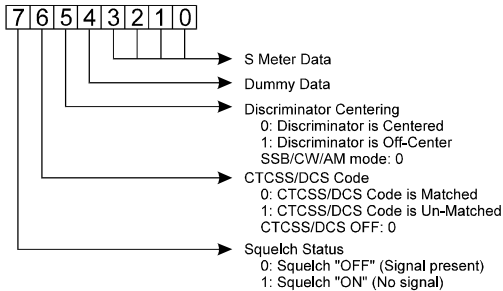 7 6 5 4 3 2 1 0
S Meter Data
Dummy Data
Discriminator Centering
0: Discriminator is Centered
1: Discriminator is Off-Center
SSB/CW/AM mode: 0
CTCSS/DCS Code
0: CTCSS/DCS Code is Matched
1: CTCSS/DCS Code is Un-Matched
CTCSS/DCS OFF: 0
Squelch Status
0: Squelch "OFF" (Signal present)
1: Squelch "ON" (No signal)